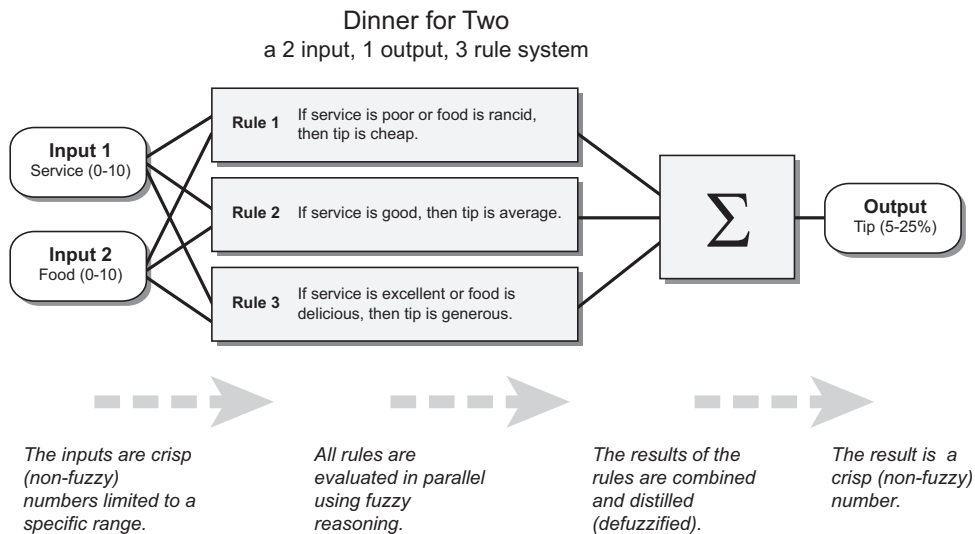 Dinner for Two
a 2 input, 1 output, 3 rule system
Input 1
Service (0-10)
Input 2
Food (0-10)
Rule 1 If service is poor or food is rancid,
then tip is cheap.
Rule 2 If service is good, then tip is average.
Rule 3 If service is excellent or food is
delicious, then tip is generous.
Σ
Output
Tip (5-25%)
The inputs are crisp
(non-fuzzy)
numbers limited to a
specific range.
All rules are
evaluated in parallel
using fuzzy
reasoning.
The results of the
rules are combined
and distilled
(defuzzified).
The result is a
crisp (non-fuzzy)
number.